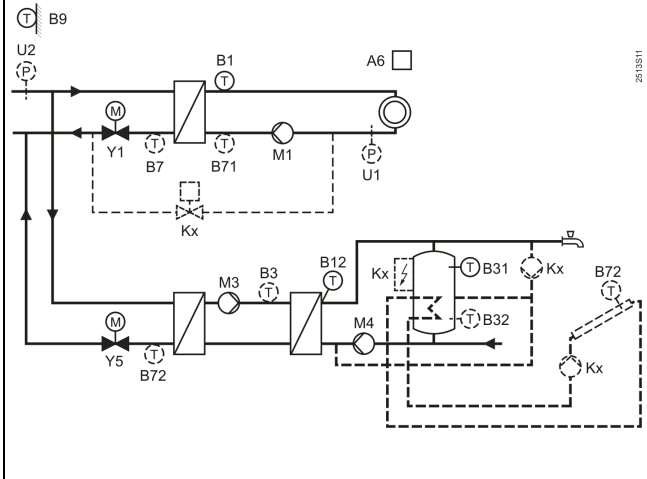 T B9
U2
P
B1
T
A6
2513S11
M
Y1
T
B7
T
B71
M1
P
U1
Kx
B12
T
B3
T
M3
Kx
T B31
Kx
B72
T
M
Y5
T
B72
M4
T B32
Kx